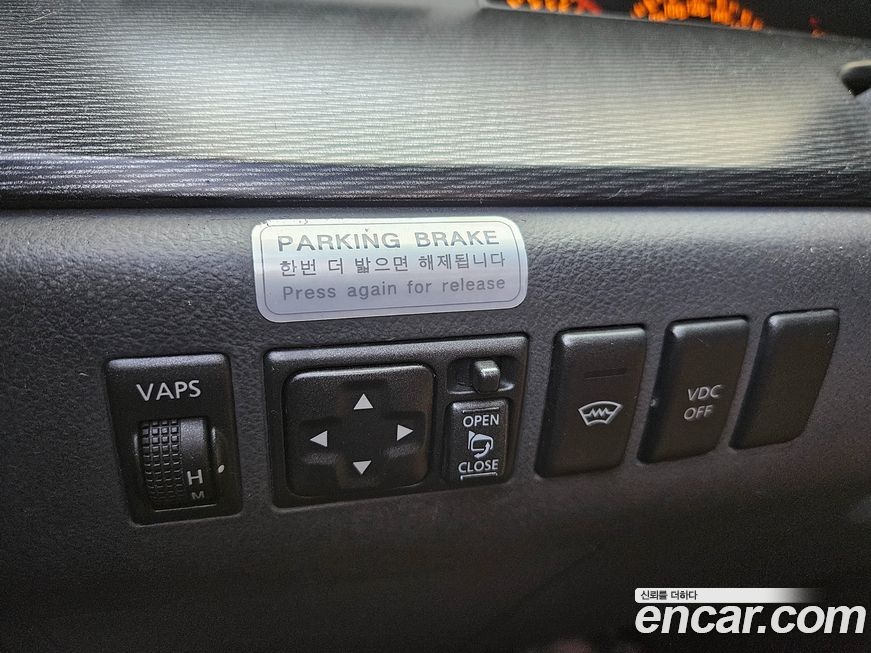 PARKING BRAKE
한번 더 밟으면 해제됩니다
Press again for release
VAPS
H
M
OPEN
CLOSE
VDC
OFF
신뢰를 더하다
encar.com